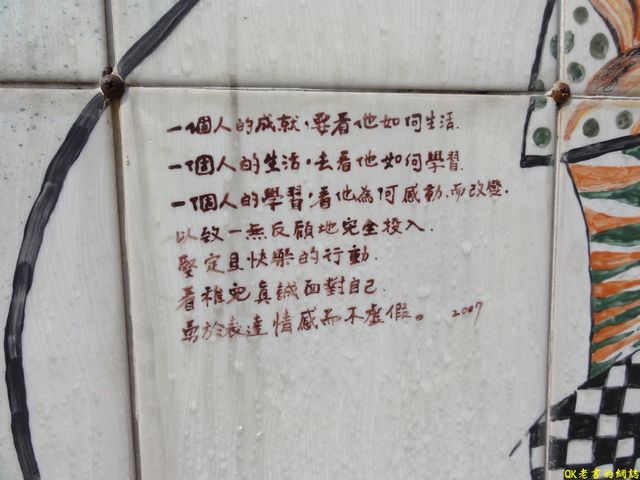 一個人的成就，要看他如何生活.
一個人的生活。去看他如何學習.
一個人的學習，看他為何感動.而改變.
以致一無反顧地完全投入.
堅定且快樂的行動.
看稚兒真誠面對自己.
勇於表達情感而不虛假。 2007
QK老書的網誌